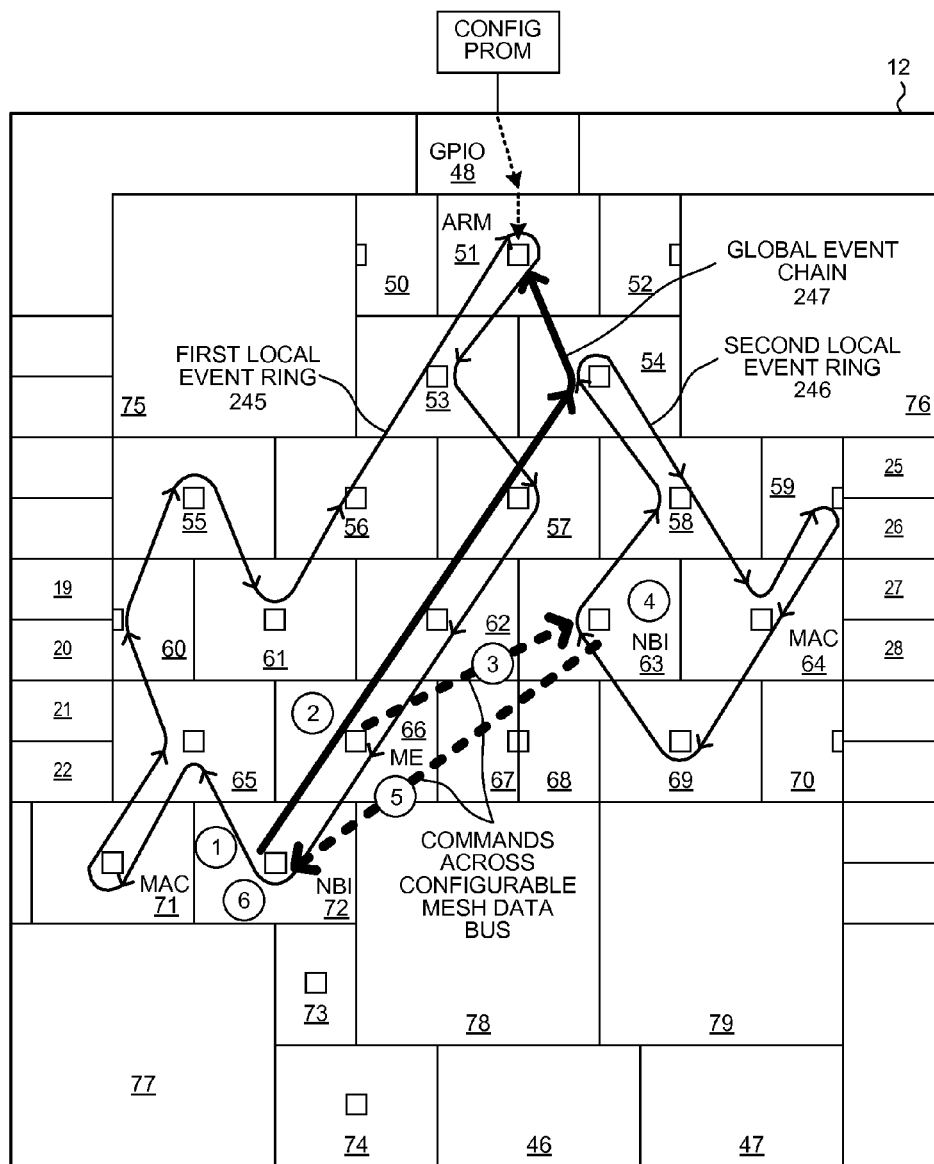 CONFIG
PROM
12
GPIO
48
ARM
51
50
52
GLOBAL EVENT
CHAIN
247
FIRST LOCAL
EVENT RING
245
SECOND LOCAL
EVENT RING
246
53
54
75
76
25
26
55
56
57
58
59
19
20
27
28
60
61
62
4
NBI
63
MAC
64
3
21
22
2
65
66
ME
67
68
69
70
5
1
6
MAC
71
NBI
72
COMMANDS
ACROSS
CONFIGURABLE
MESH DATA
BUS
73
78
79
77
74
46
47